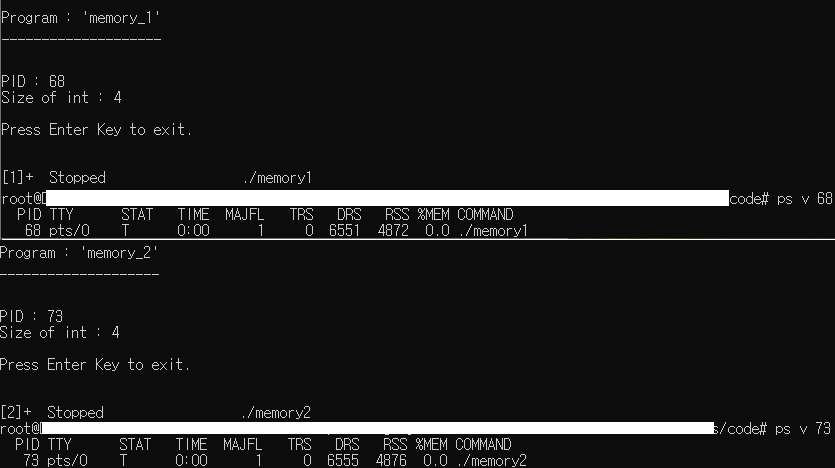 Program : 'memory_1'
--------------------
PID : 68
Size of int : 4
Press Enter Key to exit.
[1]+  Stopped                 ./memory1
root@[ code# ps v 68
  PID TTY      STAT   TIME  MAJFL   TRS   DRS   RSS %MEM COMMAND
   68 pts/0    T      0:00      1     0  6551  4872  0.0 ./memory1
Program : 'memory_2'
--------------------
PID : 73
Size of int : 4
Press Enter Key to exit.
[2]+  Stopped                 ./memory2
root@[ s/code# ps v 73
  PID TTY      STAT   TIME  MAJFL   TRS   DRS   RSS %MEM COMMAND
   73 pts/0    T      0:00      1     0  6555  4876  0.0 ./memory2